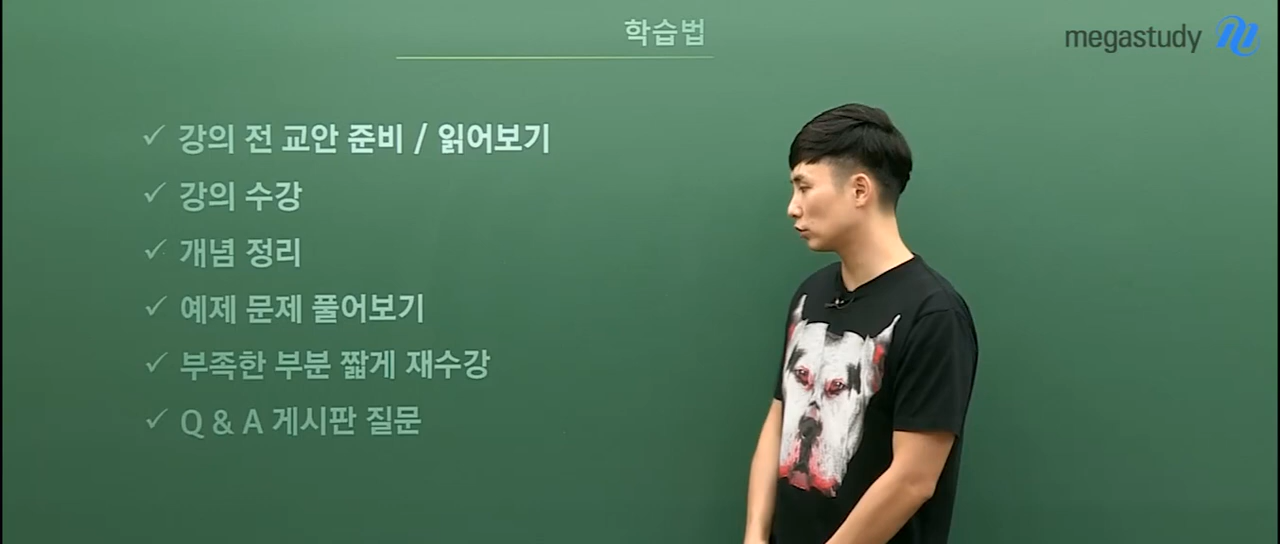 학습법
megastudy
강의 전 교안 준비 / 읽어보기
강의 수강
개념 정리
예제 문제 풀어보기
부족한 부분 짧게 재수강
Q & A 게시판 질문